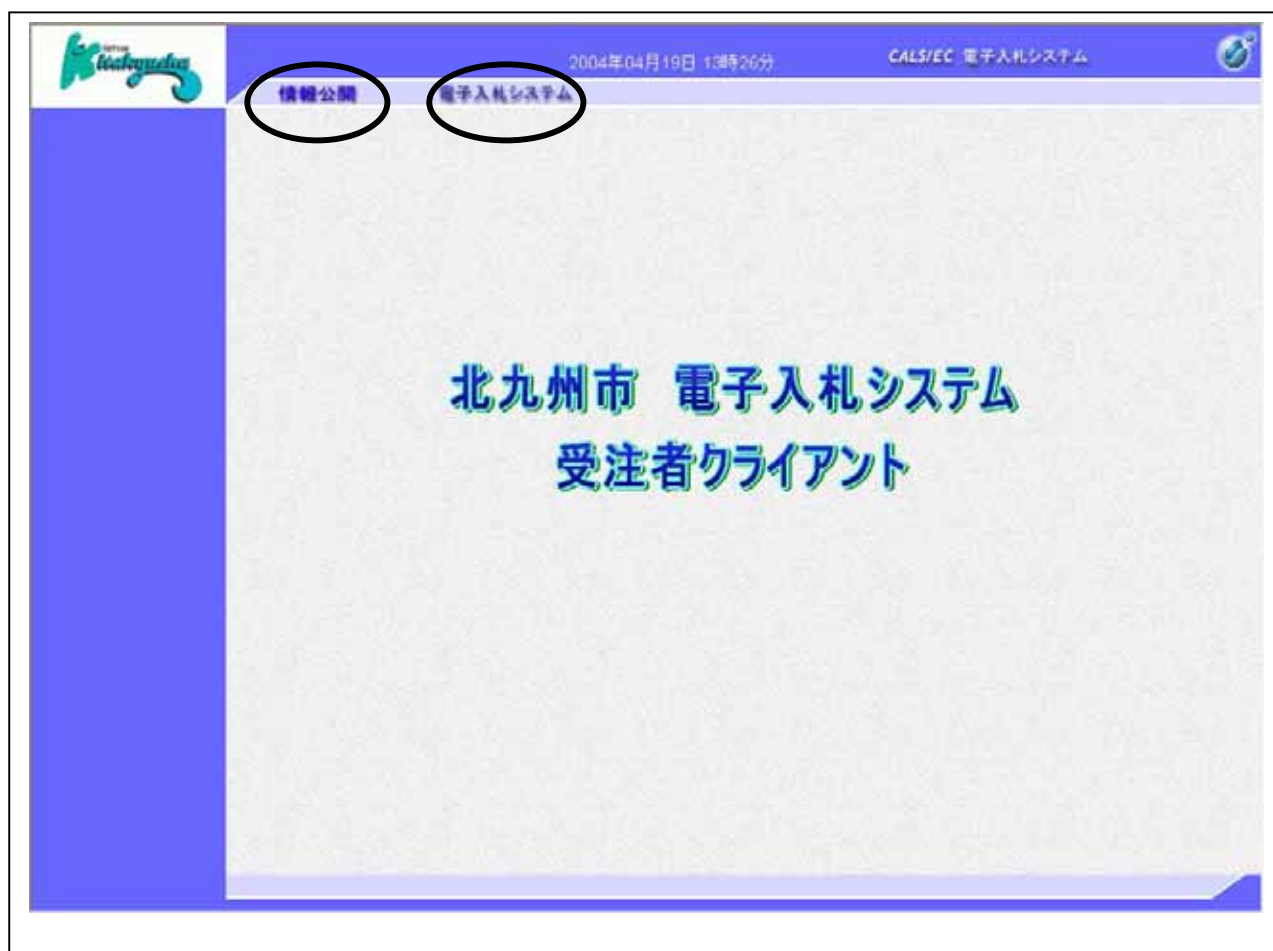 2004年04月19日 13時26分
CALS/EC 電子入札システム
情報公開
電子入札システム
北九州市 電子入札システム
受注者クライアント